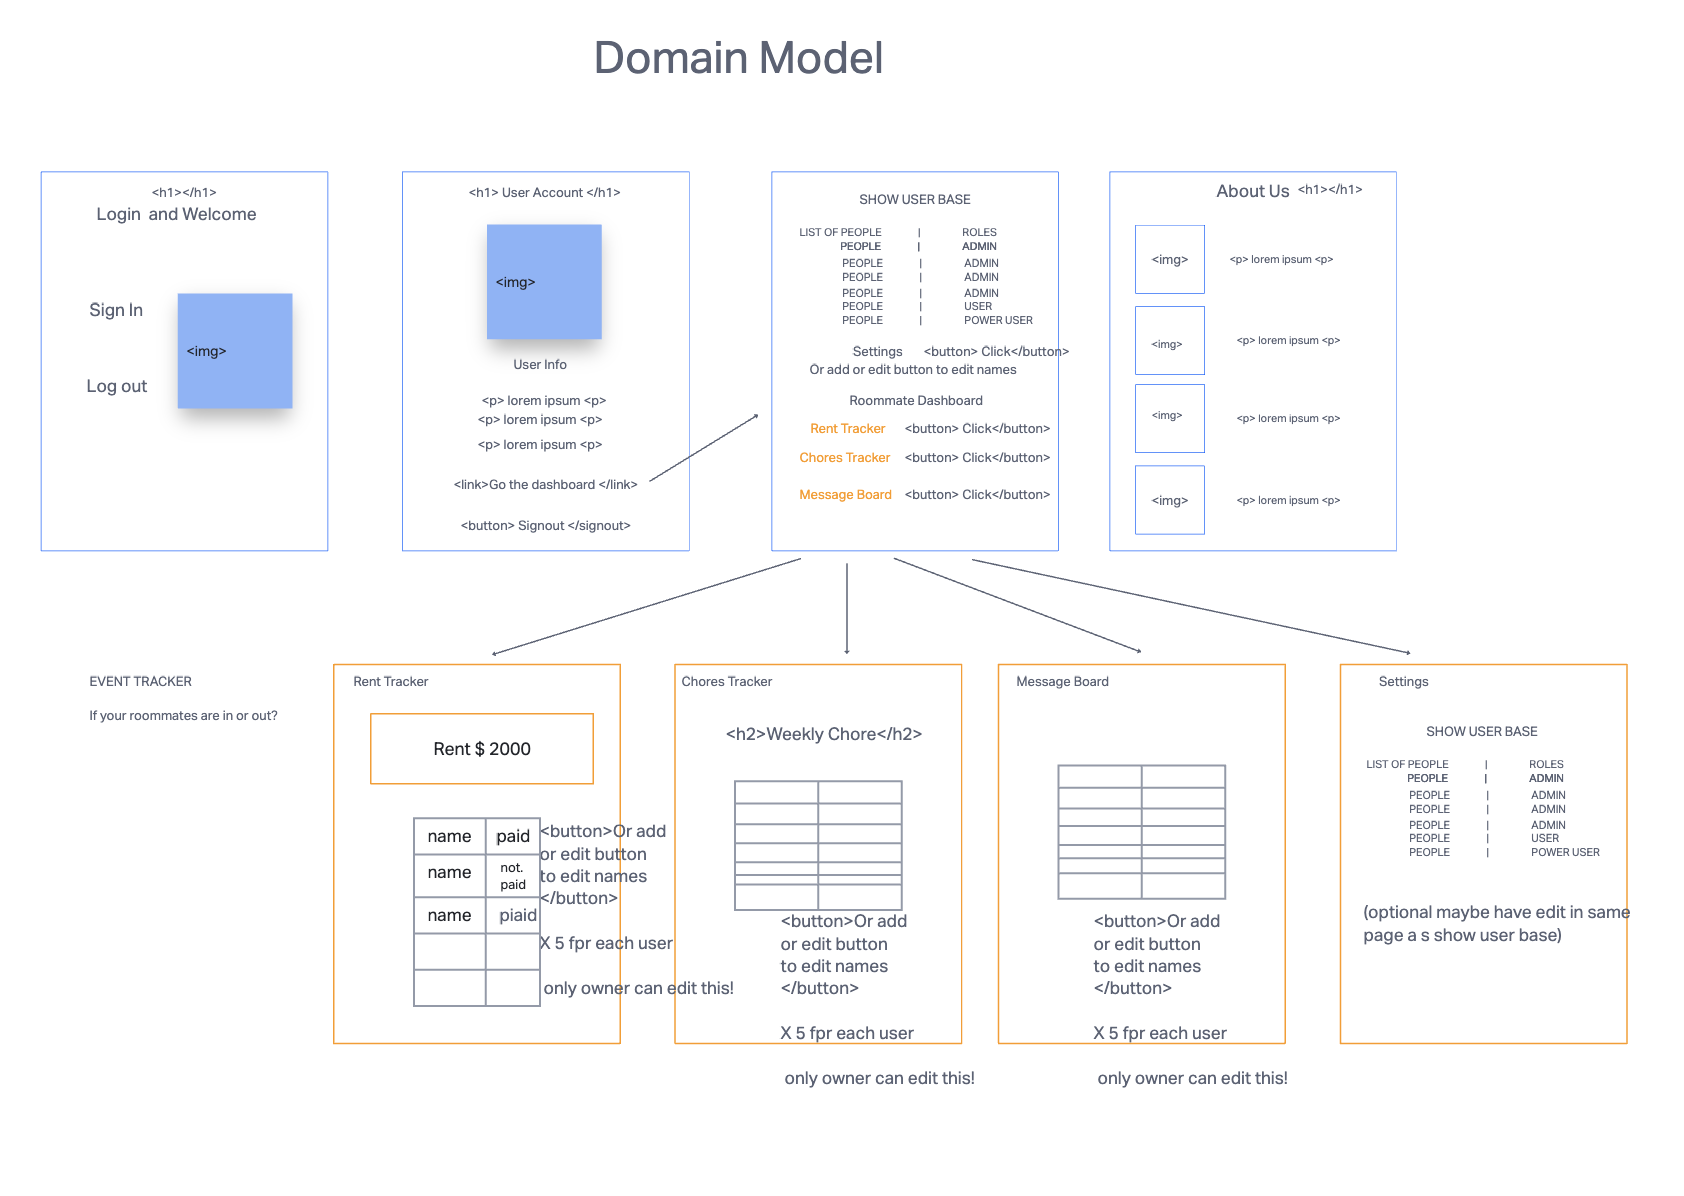 Domain Model
<h1></h1>
Login and Welcome
Sign In
<img>
Log out
<h1> User Account </h1>
<img>
User Info
<p> lorem ipsum <p>
<p> lorem ipsum <p>
<p> lorem ipsum <p>
<link>Go the dashboard </link>
<button> Signout </signout>
SHOW USER BASE
LIST OF PEOPLE | ROLES
PEOPLE | ADMIN
PEOPLE | ADMIN
PEOPLE | ADMIN
PEOPLE | ADMIN
PEOPLE | USER
PEOPLE | POWER USER
Settings <button> Click</button>
Or add or edit button to edit names
Roommate Dashboard
Rent Tracker <button> Click</button>
Chores Tracker <button> Click</button>
Message Board <button> Click</button>
About Us <h1></h1>
<img> <p> lorem ipsum <p>
<img> <p> lorem ipsum <p>
<img> <p> lorem ipsum <p>
<img> <p> lorem ipsum <p>
EVENT TRACKER
If your roommates are in or out?
Rent Tracker
Rent $ 2000
name paid
name not.
paid
name piaid
<button>Or add
or edit button
to edit names
</button>
X 5 fpr each user
only owner can edit this!
Chores Tracker
<h2>Weekly Chore</h2>
<button>Or add
or edit button
to edit names
</button>
X 5 fpr each user
only owner can edit this!
Message Board
<button>Or add
or edit button
to edit names
</button>
X 5 fpr each user
only owner can edit this!
Settings
SHOW USER BASE
LIST OF PEOPLE | ROLES
PEOPLE | ADMIN
PEOPLE | ADMIN
PEOPLE | ADMIN
PEOPLE | ADMIN
PEOPLE | USER
PEOPLE | POWER USER
(optional maybe have edit in same
page a s show user base)